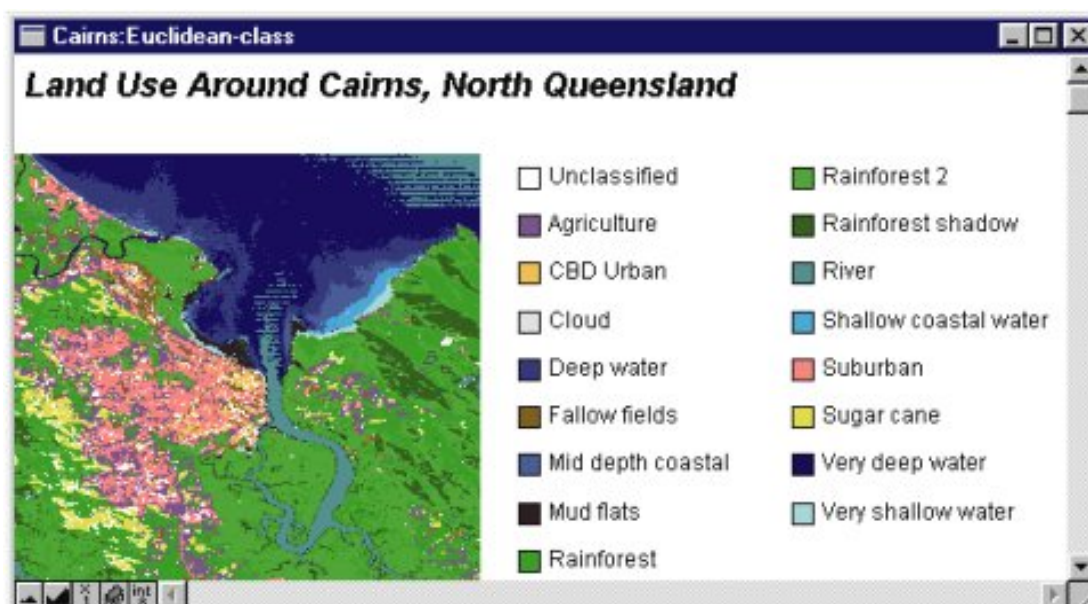 Cairns:Euclidean-class
Land Use Around Cairns, North Queensland
Unclassified
Agriculture
CBD Urban
Cloud
Deep water
Fallow fields
Mid depth coastal
Mud flats
Rainforest
Rainforest 2
Rainforest shadow
River
Shallow coastal water
Suburban
Sugar cane
Very deep water
Very shallow water